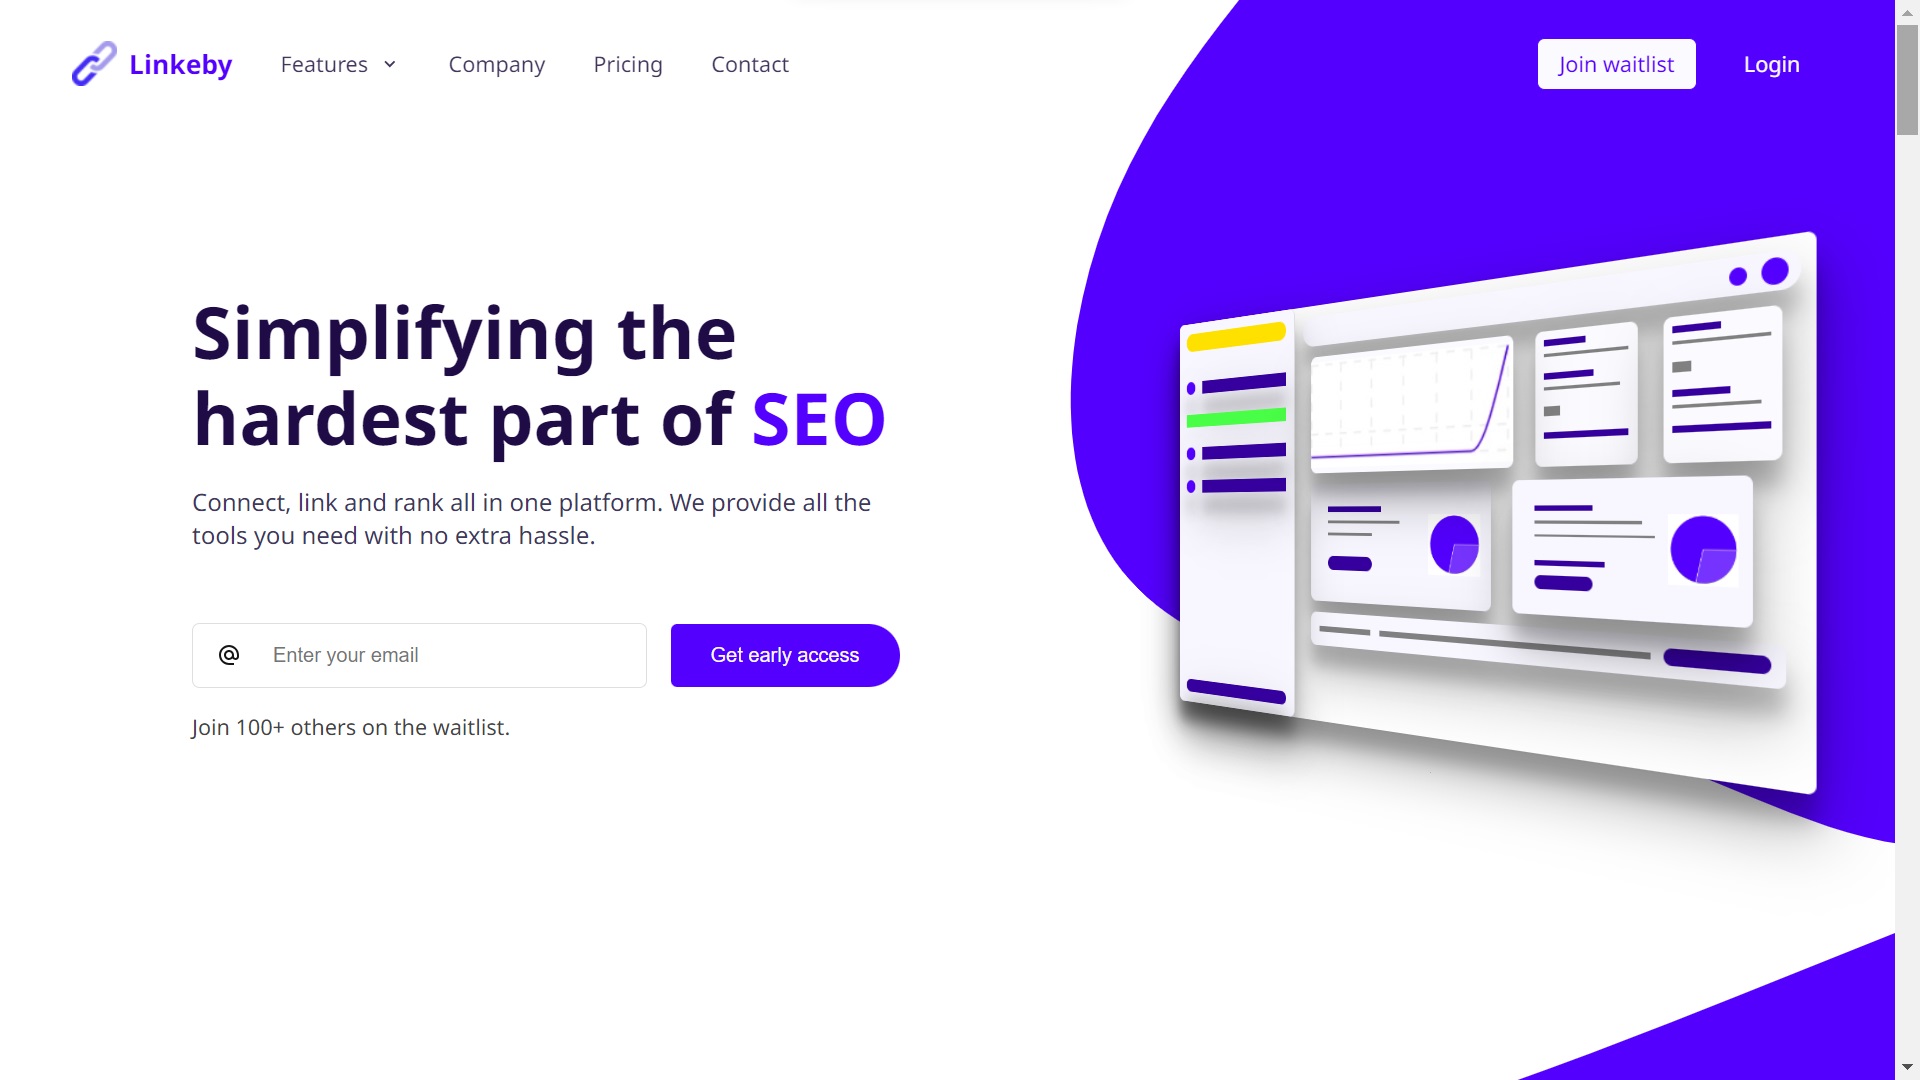 Linkeby
Features
Company
Pricing
Contact
Join waitlist
Login
Simplifying the
hardest part of SEO
Connect, link and rank all in one platform. We provide all the
tools you need with no extra hassle.
@ Enter your email
Get early access
Join 100+ others on the waitlist.